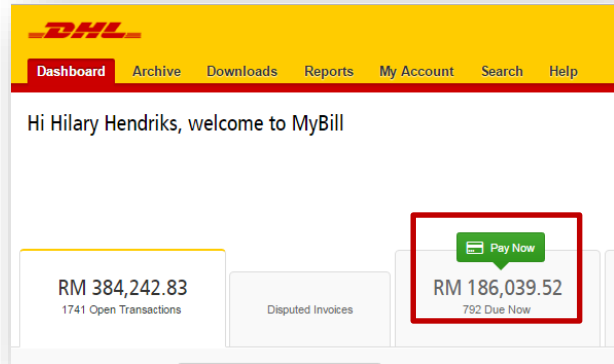 DHL
Dashboard Archive Downloads Reports My Account Search Help
Hi Hilary Hendriks, welcome to MyBill
Pay Now
RM 384,242.83
1741 Open Transactions
Disputed Invoices
RM 186,039.52
792 Due Now